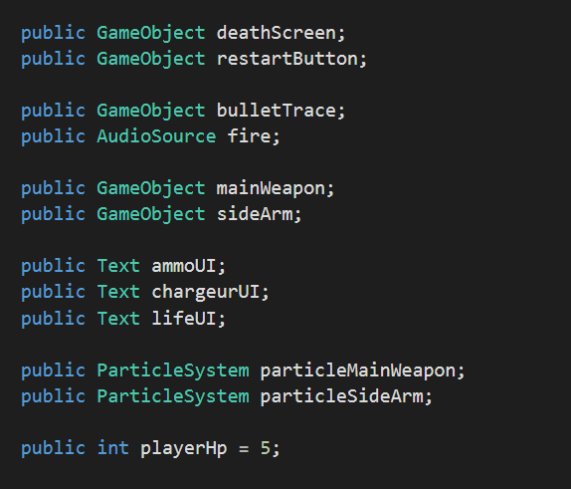 public GameObject deathScreen;
public GameObject restartButton;
public GameObject bulletTrace;
public AudioSource fire;
public GameObject mainWeapon;
public GameObject sideArm;
public Text ammoUI;
public Text chargeurUI;
public Text lifeUI;
public ParticleSystem particleMainWeapon;
public ParticleSystem particleSideArm;
public int playerHp = 5;